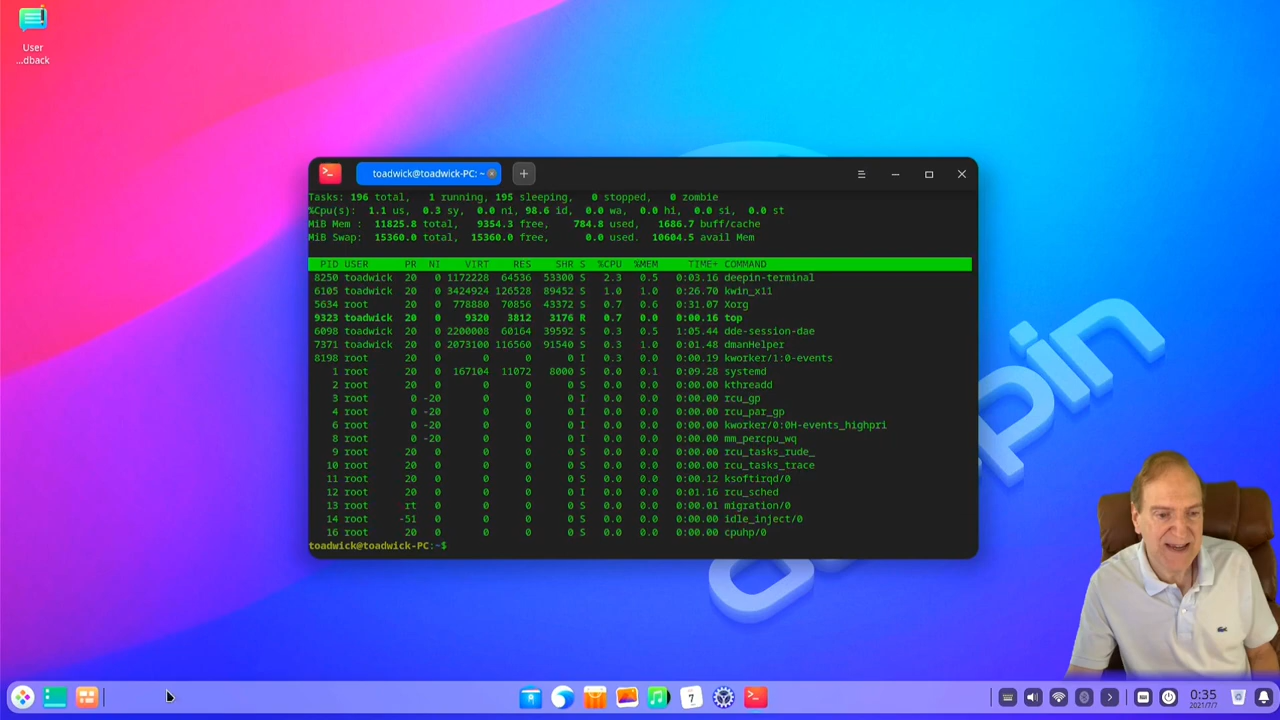 User
...dback
toadwick@toadwick-PC: ~
Tasks: 196 total, 1 running, 195 sleeping, 0 stopped, 0 zombie
%Cpu(s): 1.1 us, 0.3 sy, 0.0 ni, 98.6 id, 0.0 wa, 0.0 hi, 0.0 si, 0.0 st
MiB Mem : 11825.8 total, 9354.3 free, 784.8 used, 1686.7 buff/cache
MiB Swap: 15360.0 total, 15360.0 free, 0.0 used. 10604.5 avail Mem
PID USER PR NI VIRT RES SHR S %CPU %MEM TIME+ COMMAND
8250 toadwick 20 0 1172228 64536 53300 S 2.3 0.5 0:03.16 deepin-terminal
6105 toadwick 20 0 3424924 126528 89452 S 1.0 1.0 0:26.70 kwin_x11
5634 root 20 0 778880 70856 43372 S 0.7 0.6 0:31.07 Xorg
9323 toadwick 20 0 9320 3812 3176 R 0.7 0.0 0:00.16 top
6098 toadwick 20 0 2200008 60164 39592 S 0.3 0.5 1:05.44 dde-session-dae
7371 toadwick 20 0 2073100 116560 91540 S 0.3 1.0 0:01.48 dmanHelper
8198 root 20 0 0 0 0 I 0.3 0.0 0:00.19 kworker/1:0-events
1 root 20 0 167104 11072 8000 S 0.0 0.1 0:09.28 systemd
2 root 20 0 0 0 0 S 0.0 0.0 0:00.00 kthreadd
3 root 0 -20 0 0 0 I 0.0 0.0 0:00.00 rcu_gp
4 root 0 -20 0 0 0 I 0.0 0.0 0:00.00 rcu_par_gp
6 root 0 -20 0 0 0 I 0.0 0.0 0:00.00 kworker/0:0H-events_highpri
8 root 0 -20 0 0 0 I 0.0 0.0 0:00.00 mm_percpu_wq
9 root 20 0 0 0 0 S 0.0 0.0 0:00.00 rcu_tasks_rude_
10 root 20 0 0 0 0 S 0.0 0.0 0:00.00 rcu_tasks_trace
11 root 20 0 0 0 0 S 0.0 0.0 0:00.12 ksoftirqd/0
12 root 20 0 0 0 0 I 0.0 0.0 0:01.16 rcu_sched
13 root rt 0 0 0 0 S 0.0 0.0 0:00.01 migration/0
14 root -51 0 0 0 0 S 0.0 0.0 0:00.00 idle_inject/0
16 root 20 0 0 0 0 S 0.0 0.0 0:00.00 cpuhp/0
toadwick@toadwick-PC:~$
7
0:35
2021/7/7